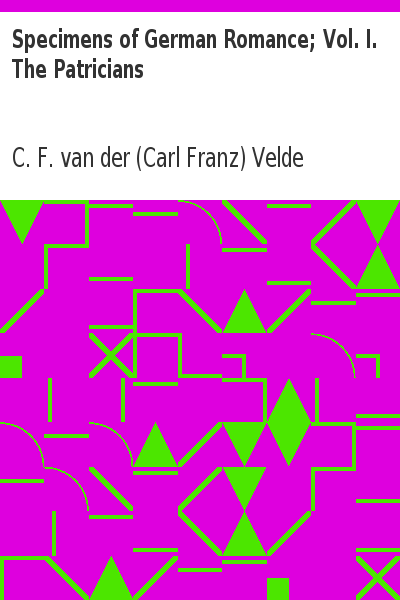 Specimens of German Romance; Vol. I.
The Patricians
C. F. van der (Carl Franz) Velde